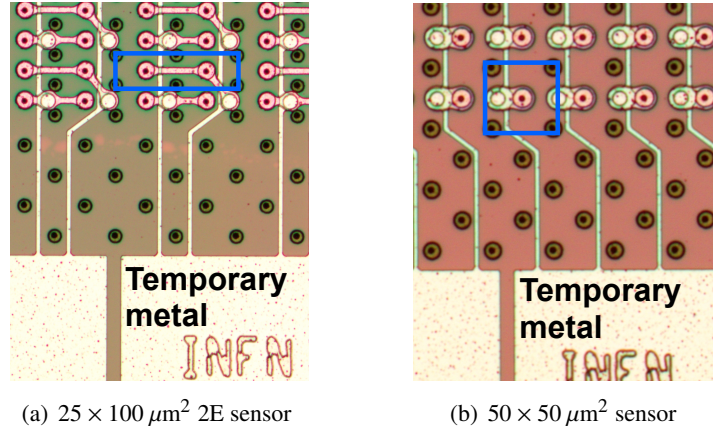 Temporary
metal
INFN
Temporary
metal
INFN
(a) 25 × 100 μm² 2E sensor
(b) 50 × 50 μm² sensor